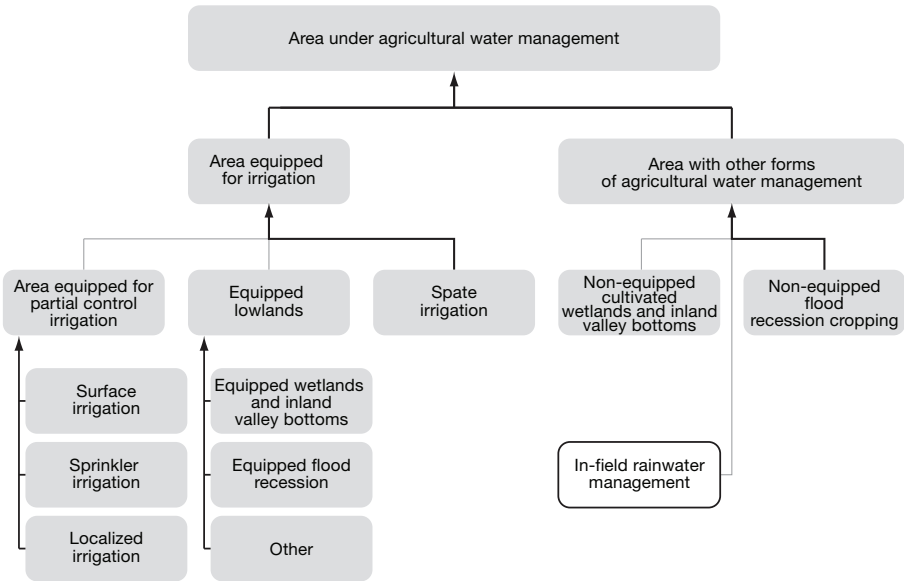 Area under agricultural water management
Area equipped
for irrigation
Area with other forms
of agricultural water management
Area equipped for
partial control
irrigation
Equipped
lowlands
Spate
irrigation
Non-equipped
cultivated
wetlands and inland
valley bottoms
Non-equipped
flood
recession cropping
Surface
irrigation
Equipped wetlands
and inland
valley bottoms
Sprinkler
irrigation
Equipped flood
recession
In-field rainwater
management
Localized
irrigation
Other